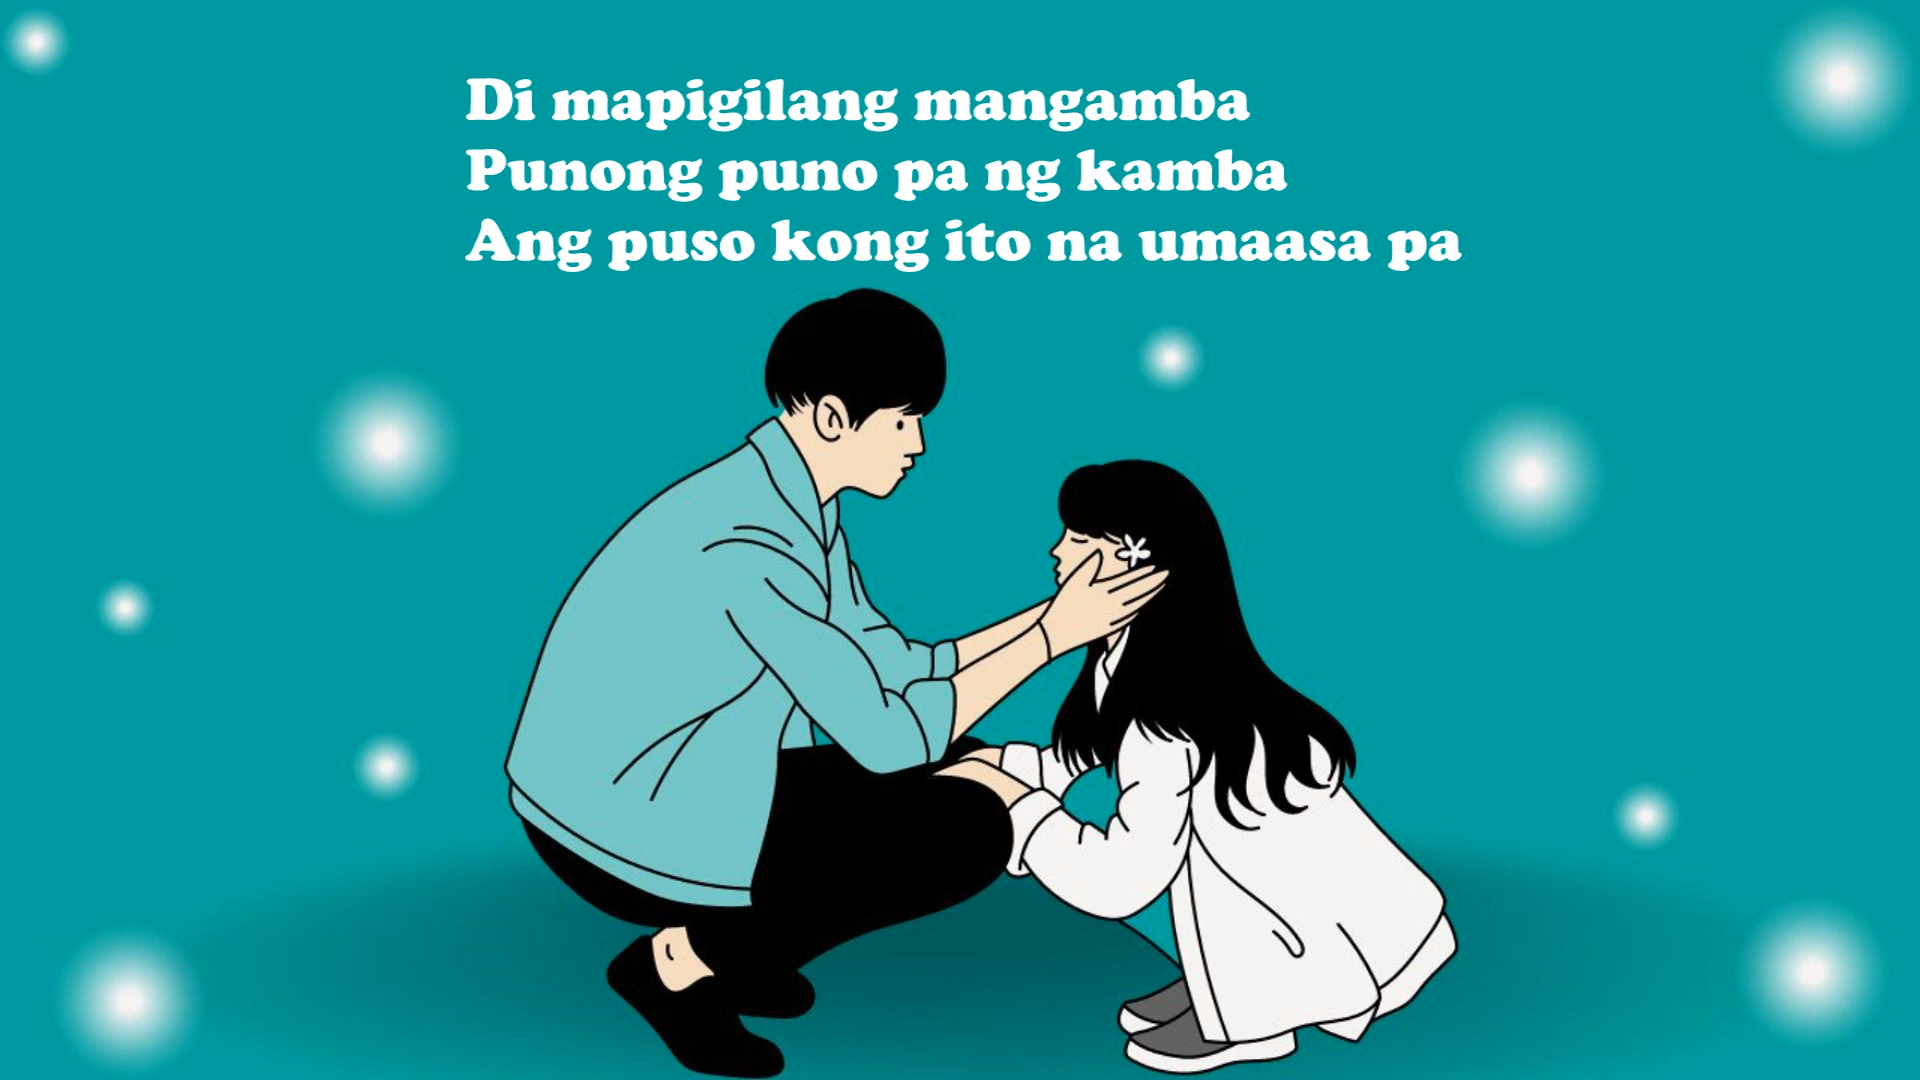 Di mapigilang mangamba
Punong puno pa ng kamba
Ang puso kong ito na umaasa pa